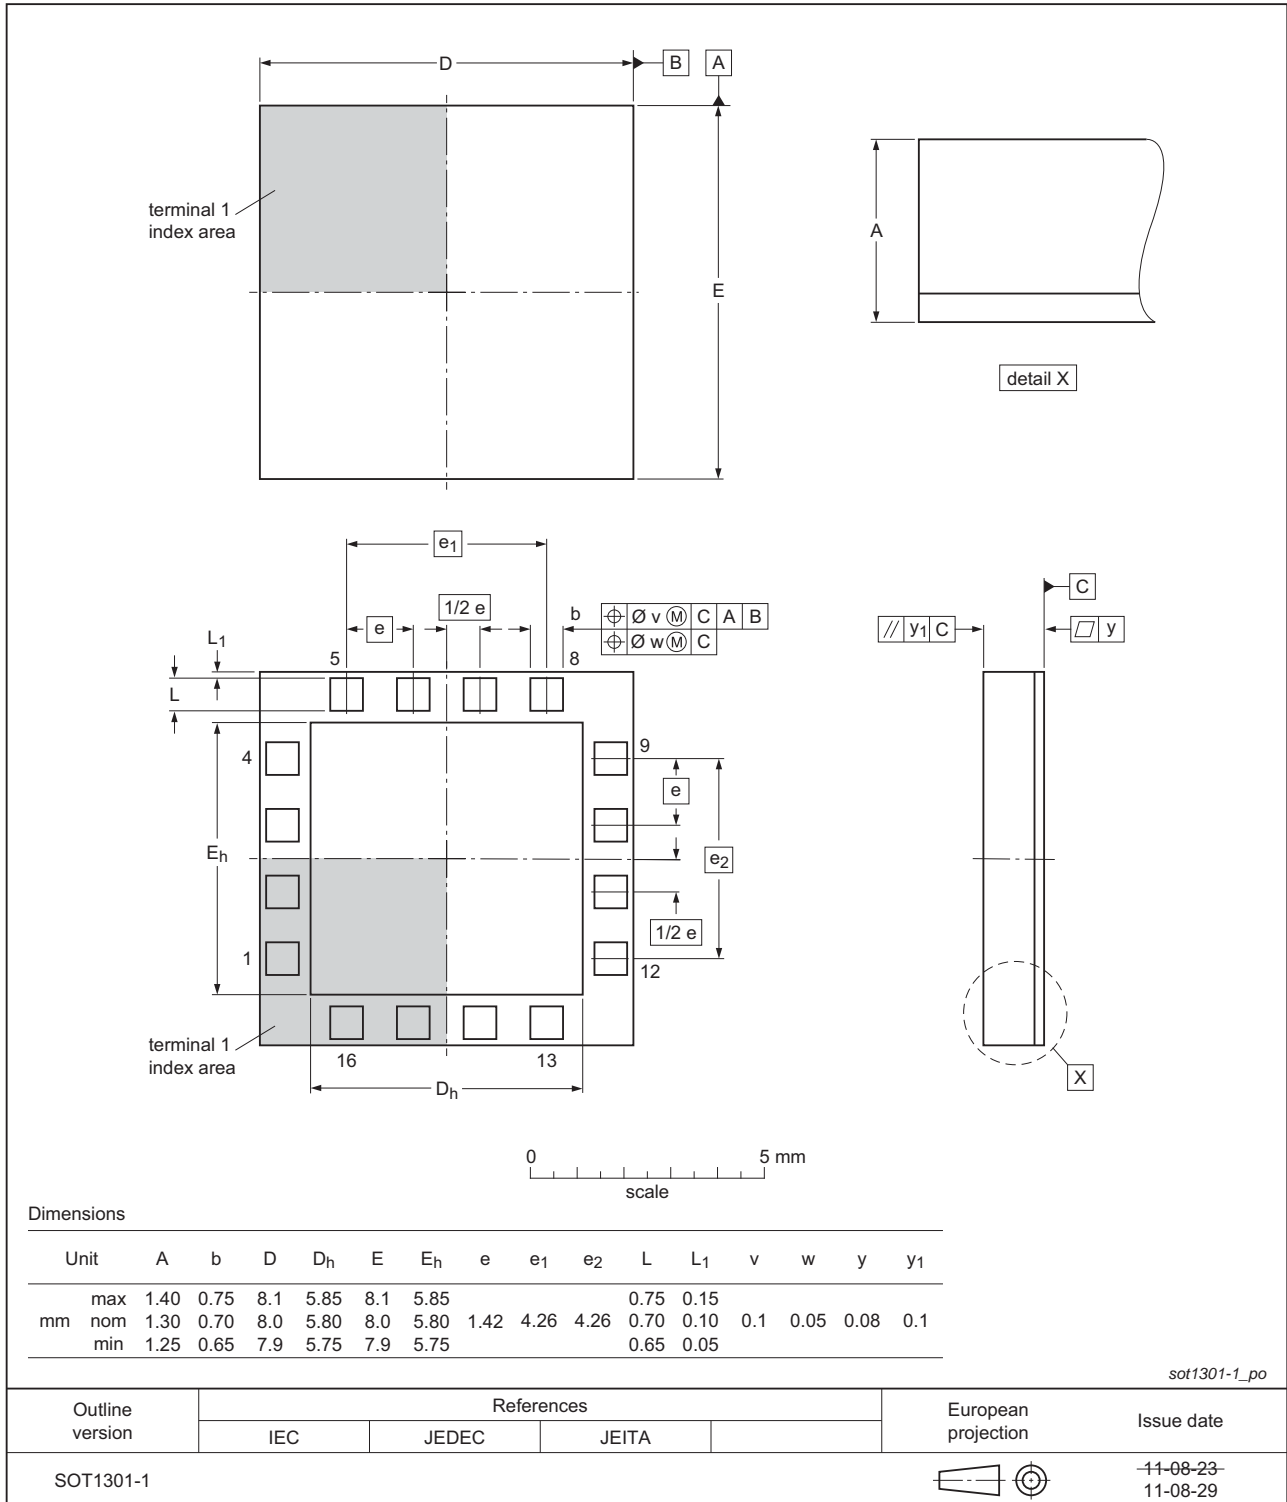 D
B
A
terminal 1
index area
E
A
detail X
e1
1/2 e
e
b
Ø v Ⓜ C A B
Ø w Ⓜ C
L1
L
5
8
4
9
e
Eh
e2
1/2 e
1
12
terminal 1
index area
16
13
Dh
C
// y1 C
y
X
0
5 mm
scale
Dimensions
Unit A b D Dh E Eh e e1 e2 L L1 v w y y1
max 1.40 0.75 8.1 5.85 8.1 5.85 0.75 0.15
mm nom 1.30 0.70 8.0 5.80 8.0 5.80 1.42 4.26 4.26 0.70 0.10 0.1 0.05 0.08 0.1
min 1.25 0.65 7.9 5.75 7.9 5.75 0.65 0.05
sot1301-1_po
Outline
version
References
IEC JEDEC JEITA
European
projection
Issue date
SOT1301-1
11-08-23
11-08-29